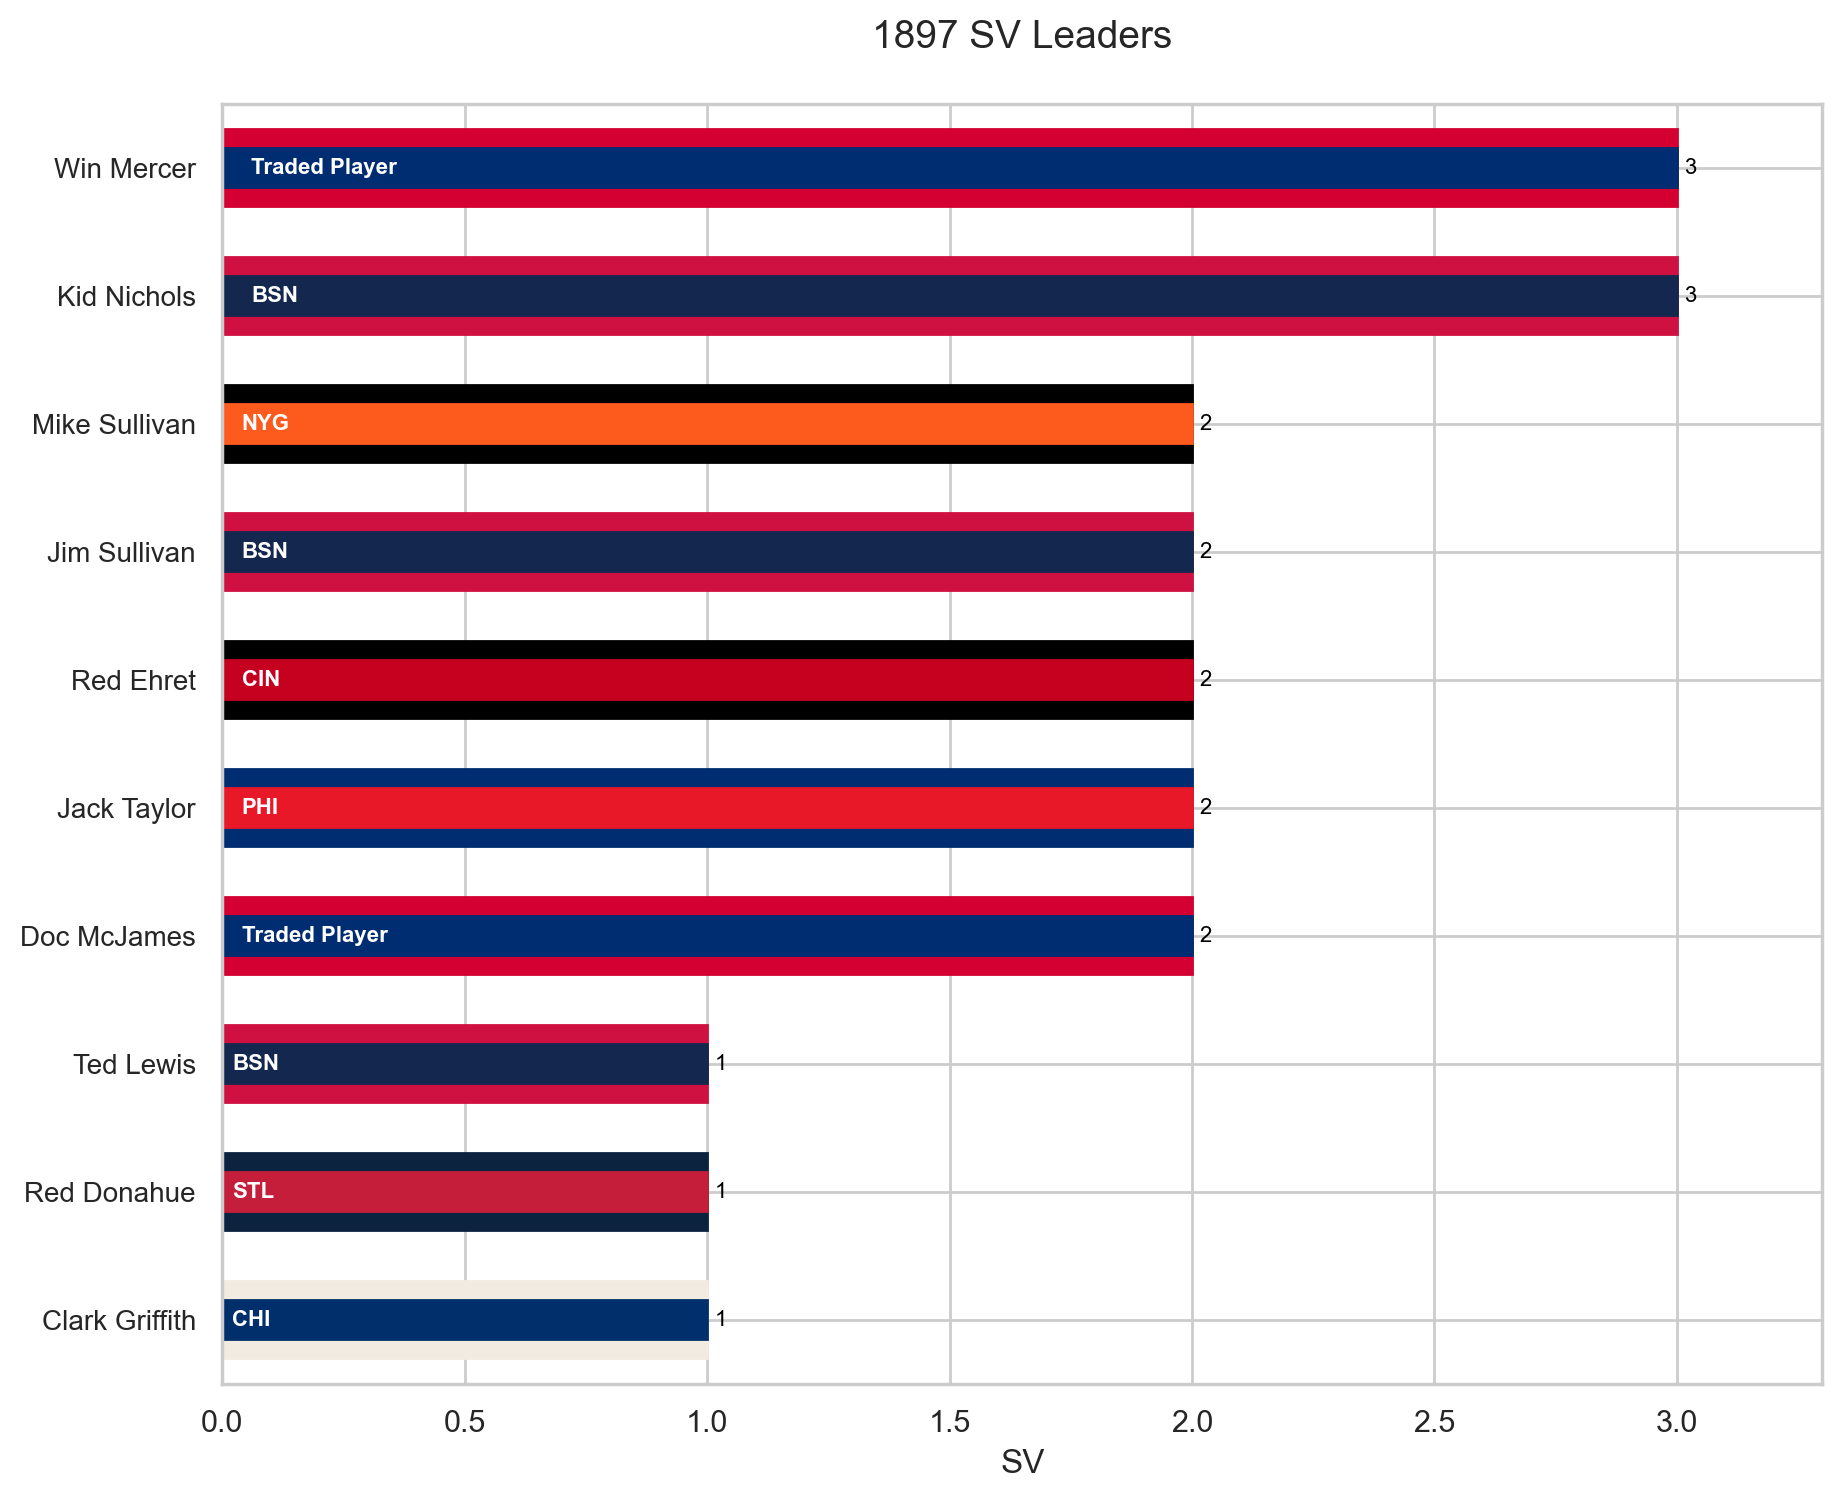 1897 SV Leaders
Win Mercer
Traded Player
3
Kid Nichols
BSN
3
Mike Sullivan
NYG
2
Jim Sullivan
BSN
2
Red Ehret
CIN
2
Jack Taylor
PHI
2
Doc McJames
Traded Player
2
Ted Lewis
BSN
1
Red Donahue
STL
1
Clark Griffith
CHI
1
0.0 0.5 1.0 1.5 2.0 2.5 3.0
SV